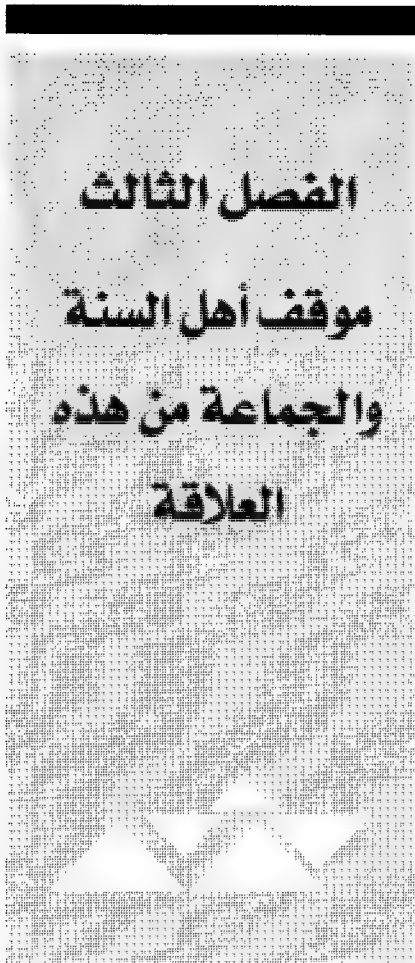 الفصل الثالث
موقف أهل السنة
والجماعة من هذه
العلاقة